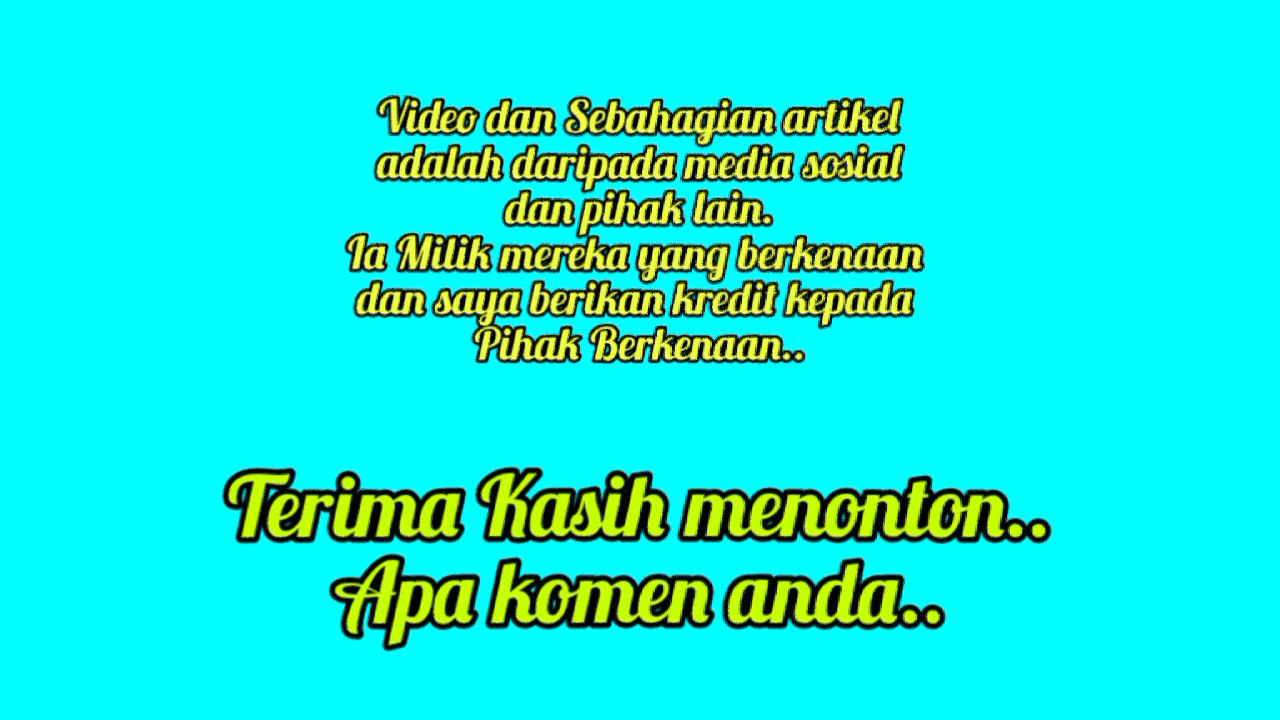 Video dan Sebahagian artikel
adalah daripada media sosial
dan pihak lain.
Ia Milik mereka yang berkenaan
dan saya berikan kredit kepada
Pihak Berkenaan..
Terima Kasih menonton..
Apa komen anda..